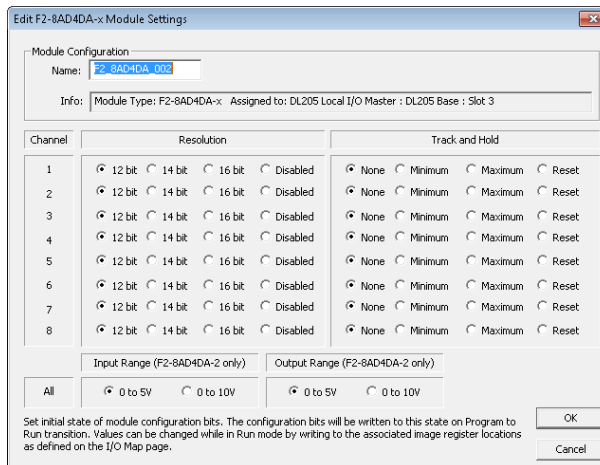 Edit F2-8AD4DA-x Module Settings
Module Configuration
Name: F2_8AD4DA_002
Info: Module Type: F2-8AD4DA-x Assigned to: DL205 Local I/O Master : DL205 Base : Slot 3
Channel Resolution Track and Hold
1 12 bit 14 bit 16 bit Disabled None Minimum Maximum Reset
2 12 bit 14 bit 16 bit Disabled None Minimum Maximum Reset
3 12 bit 14 bit 16 bit Disabled None Minimum Maximum Reset
4 12 bit 14 bit 16 bit Disabled None Minimum Maximum Reset
5 12 bit 14 bit 16 bit Disabled None Minimum Maximum Reset
6 12 bit 14 bit 16 bit Disabled None Minimum Maximum Reset
7 12 bit 14 bit 16 bit Disabled None Minimum Maximum Reset
8 12 bit 14 bit 16 bit Disabled None Minimum Maximum Reset
Input Range (F2-8AD4DA-2 only) Output Range (F2-8AD4DA-2 only)
All 0 to 5V 0 to 10V 0 to 5V 0 to 10V
Set initial state of module configuration bits. The configuration bits will be written to this state on Program to
Run transition. Values can be changed while in Run mode by writing to the associated image register locations
as defined on the I/O Map page.
OK
Cancel